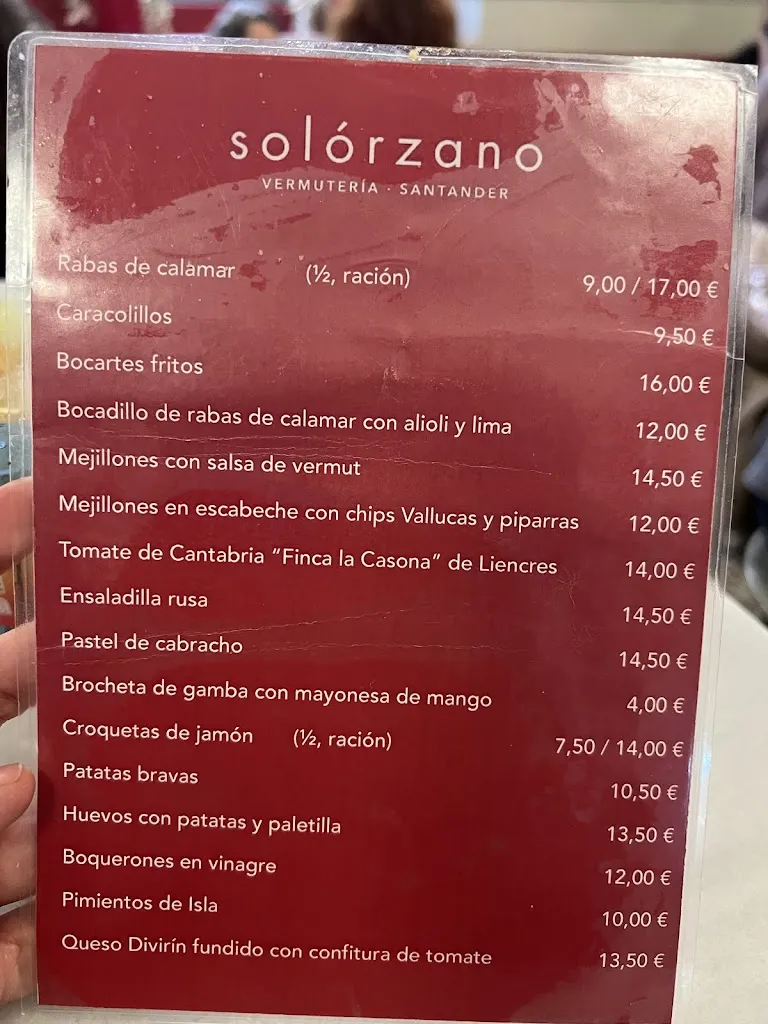 solórzano
VERMUTERÍA · SANTANDER
Rabas de calamar (½, ración) 9,00 / 17,00 €
Caracolillos 9,50 €
Bocartes fritos 16,00 €
Bocadillo de rabas de calamar con alioli y lima 12,00 €
Mejillones con salsa de vermut 14,50 €
Mejillones en escabeche con chips Vallucas y piparras 12,00 €
Tomate de Cantabria “Finca la Casona” de Liencres 14,00 €
Ensaladilla rusa 14,50 €
Pastel de cabracho 14,50 €
Brocheta de gamba con mayonesa de mango 4,00 €
Croquetas de jamón (½, ración) 7,50 / 14,00 €
Patatas bravas 10,50 €
Huevos con patatas y paletilla 13,50 €
Boquerones en vinagre 12,00 €
Pimientos de Isla 10,00 €
Queso Divirín fundido con confitura de tomate 13,50 €